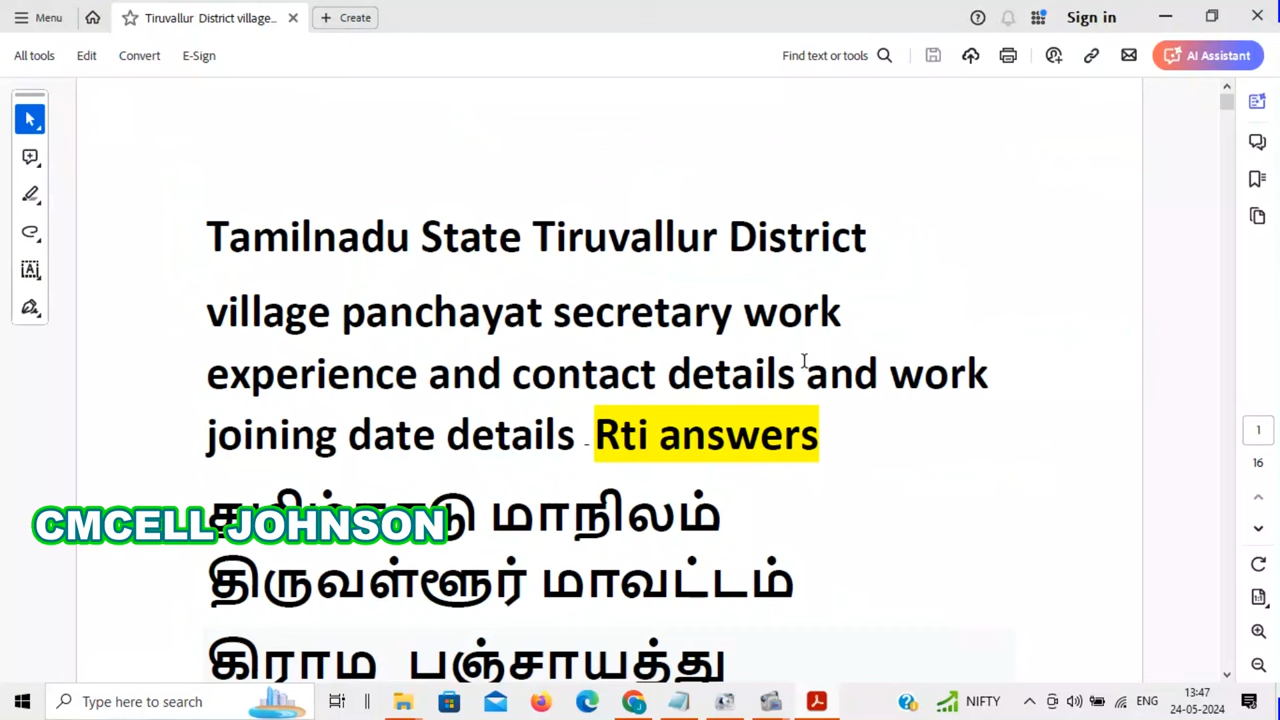 Menu
Tiruvallur District village...
Create
Sign in
All tools
Edit
Convert
E-Sign
Find text or tools
AI Assistant
Tamilnadu State Tiruvallur District
village panchayat secretary work
experience and contact details and work
joining date details - Rti answers
மாநிலம்
CMCELL JOHNSON
திருவள்ளூர் மாவட்டம்
கிராம பஞ்சாயத்து
1
16
Type here to search
NIFTY
ENG
13:47
24-05-2024